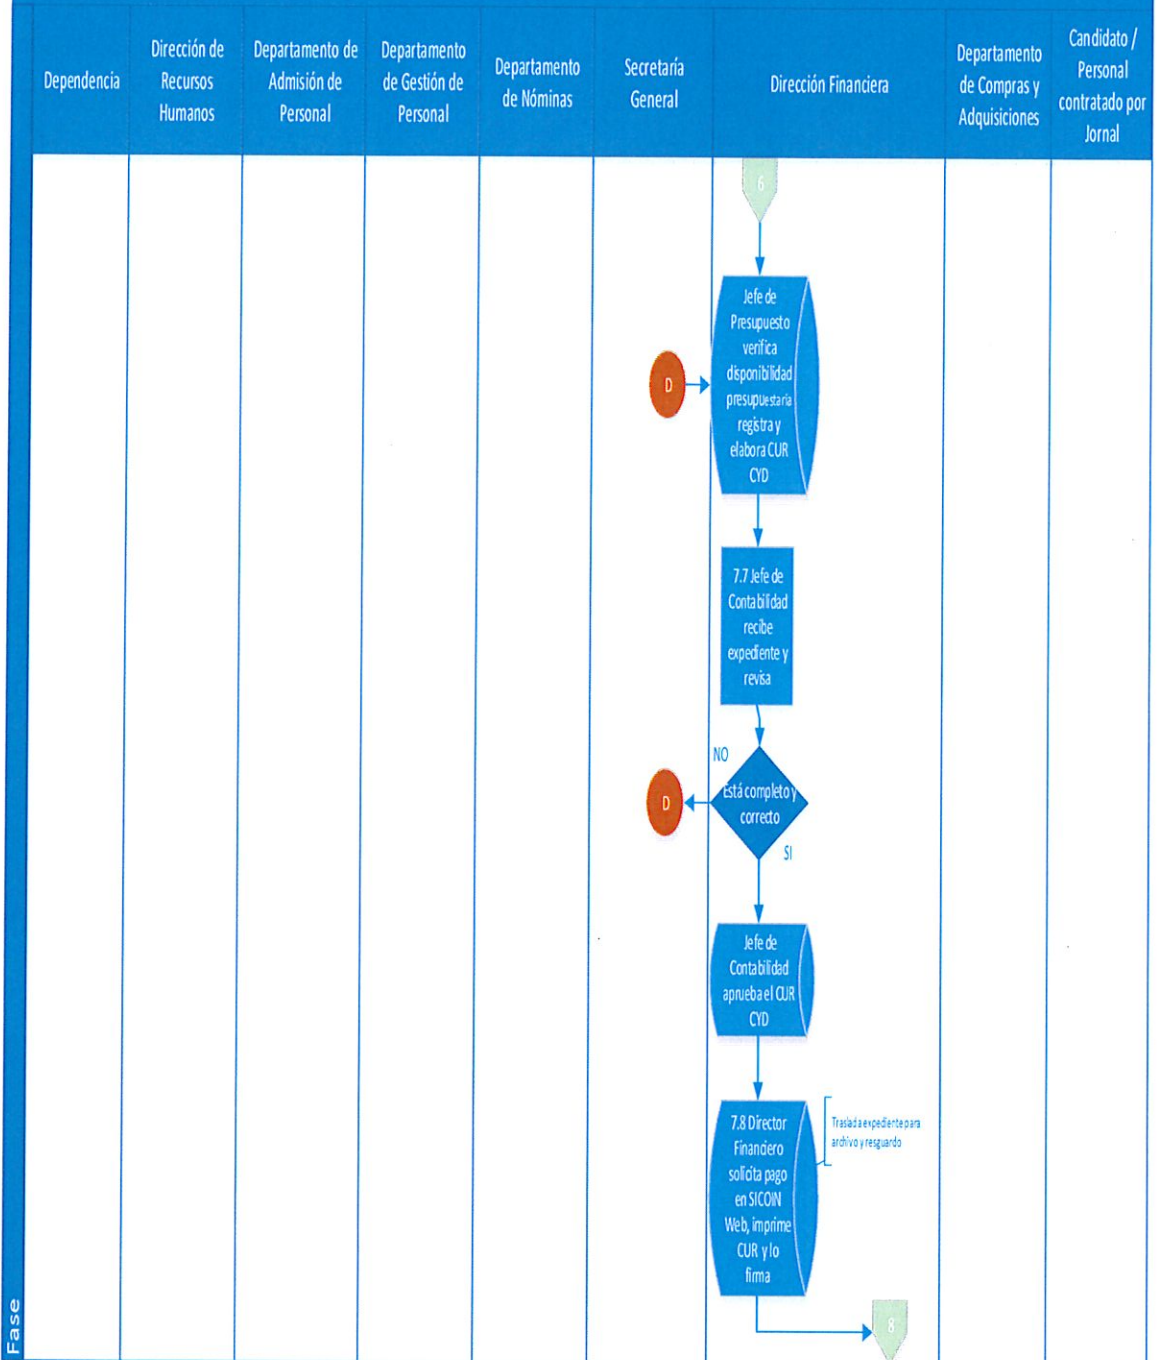 Dependencia
Dirección de
Recursos
Humanos
Departamento de
Admisión de
Personal
Departamento
de Gestión de
Personal
Departamento
de Nóminas
Secretaría
General
Dirección Financiera
Departamento
de Compras y
Adquisiciones
Candidato /
Personal
contratado por
Jornal
6
Jefe de
Presupuesto
verifica
disponibilidad
presupuestaria
registra y
elabora CUR
CYD
D
7.7 Jefe de
Contabilidad
recibe
expediente y
revisa
NO
Está completo y
correcto
D
SI
Jefe de
Contabilidad
aprueba el CUR
CYD
7.8 Director
Financiero
solicita pago
en SICOIN
Web, imprime
CUR y lo
firma
Traslada expediente para
archivo y resguardo
8
Fase